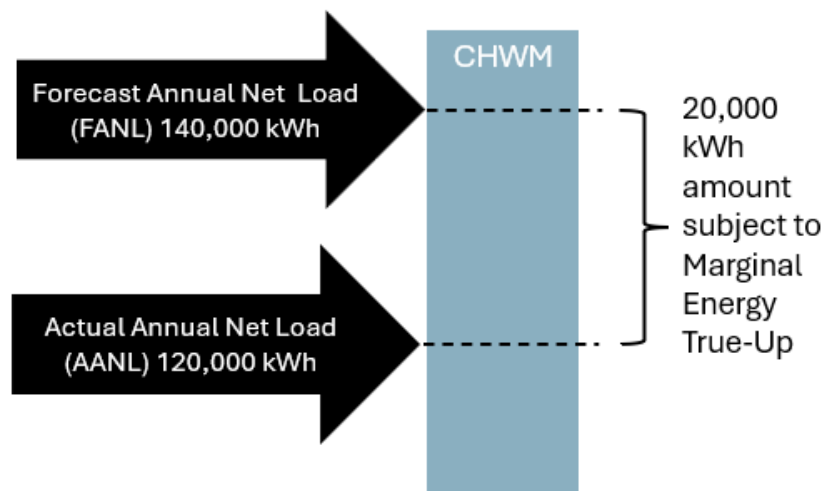 CHWM
Forecast Annual Net Load
(FANL) 140,000 kWh
20,000
kWh
amount
subject to
Marginal
Energy
True-Up
Actual Annual Net Load
(AANL) 120,000 kWh